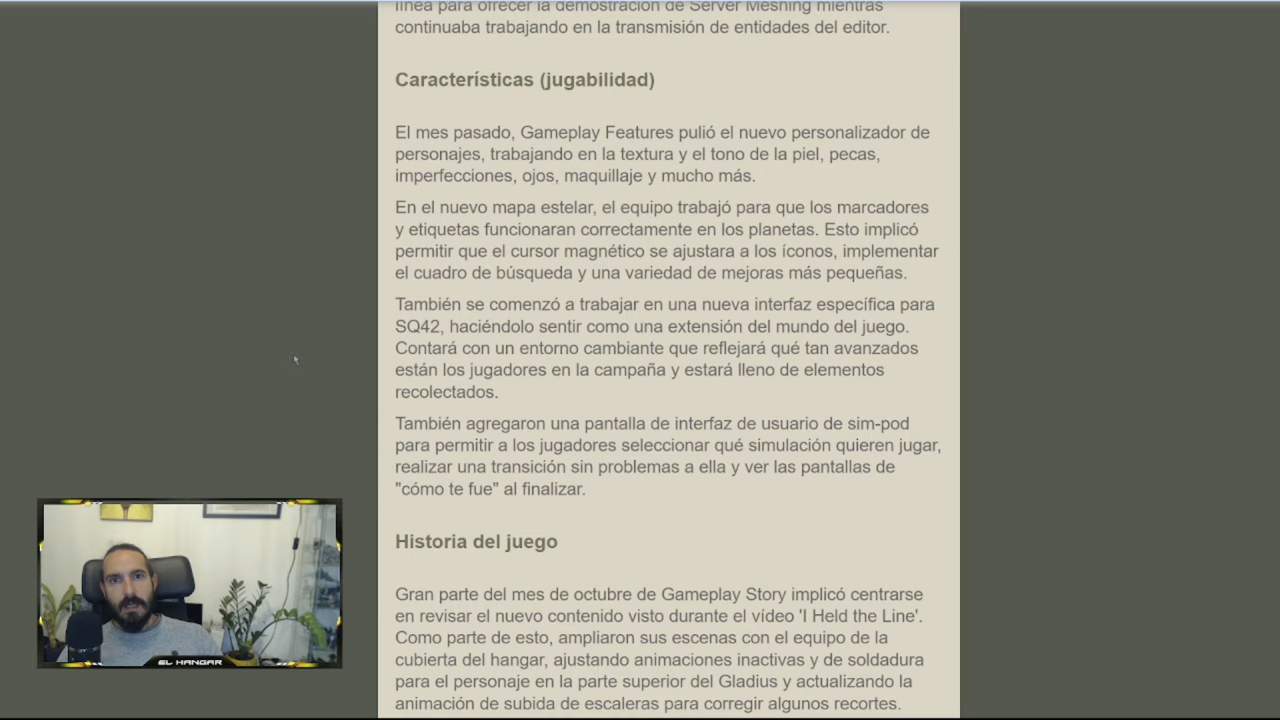 línea para ofrecer la demostración de Server Meshing mientras
continuaba trabajando en la transmisión de entidades del editor.
Características (jugabilidad)
El mes pasado, Gameplay Features pulió el nuevo personalizador de
personajes, trabajando en la textura y el tono de la piel, pecas,
imperfecciones, ojos, maquillaje y mucho más.
En el nuevo mapa estelar, el equipo trabajó para que los marcadores
y etiquetas funcionaran correctamente en los planetas. Esto implicó
permitir que el cursor magnético se ajustara a los íconos, implementar
el cuadro de búsqueda y una variedad de mejoras más pequeñas.
También se comenzó a trabajar en una nueva interfaz específica para
SQ42, haciéndolo sentir como una extensión del mundo del juego.
Contará con un entorno cambiante que reflejará qué tan avanzados
están los jugadores en la campaña y estará lleno de elementos
recolectados.
También agregaron una pantalla de interfaz de usuario de sim-pod
para permitir a los jugadores seleccionar qué simulación quieren jugar,
realizar una transición sin problemas a ella y ver las pantallas de
"cómo te fue" al finalizar.
Historia del juego
Gran parte del mes de octubre de Gameplay Story implicó centrarse
en revisar el nuevo contenido visto durante el vídeo 'I Held the Line'.
Como parte de esto, ampliaron sus escenas con el equipo de la
cubierta del hangar, ajustando animaciones inactivas y de soldadura
para el personaje en la parte superior del Gladius y actualizando la
animación de subida de escaleras para corregir algunos recortes.
EL HANGAR